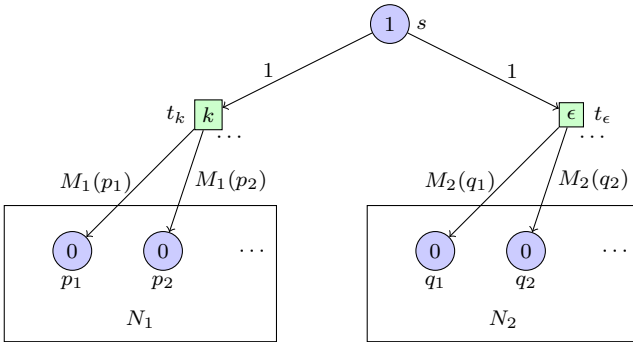 1 s
1 1
t_k k t_ϵ ϵ
... ...
M_1(p_1) M_1(p_2) M_2(q_1) M_2(q_2)
0 0 ... 0 0 ...
p_1 p_2 q_1 q_2
N_1 N_2